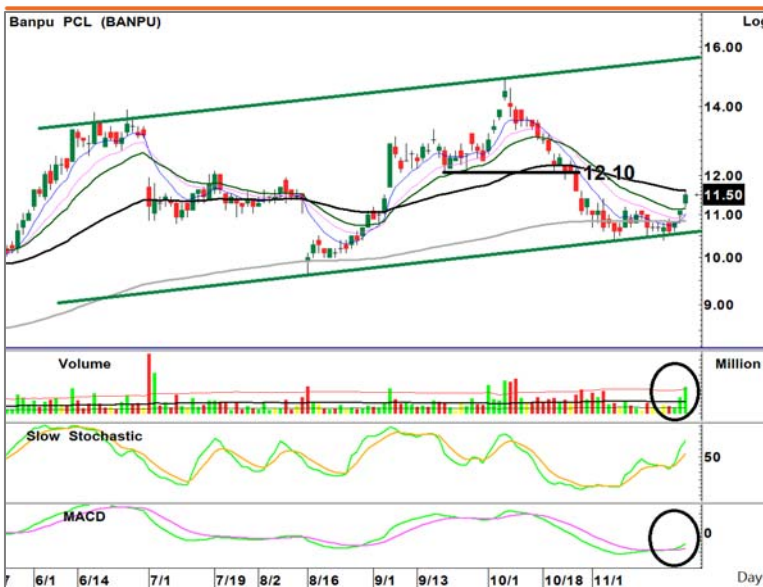 Banpu PCL (BANPU) Log
16.00
14.00
12.10
12.00
11.50
11.00
10.00
9.00
Volume Million
Slow Stochastic
50
MACD
0
6/1 6/14 7/1 7/19 8/2 8/16 9/1 9/13 10/1 10/18 11/1 Day